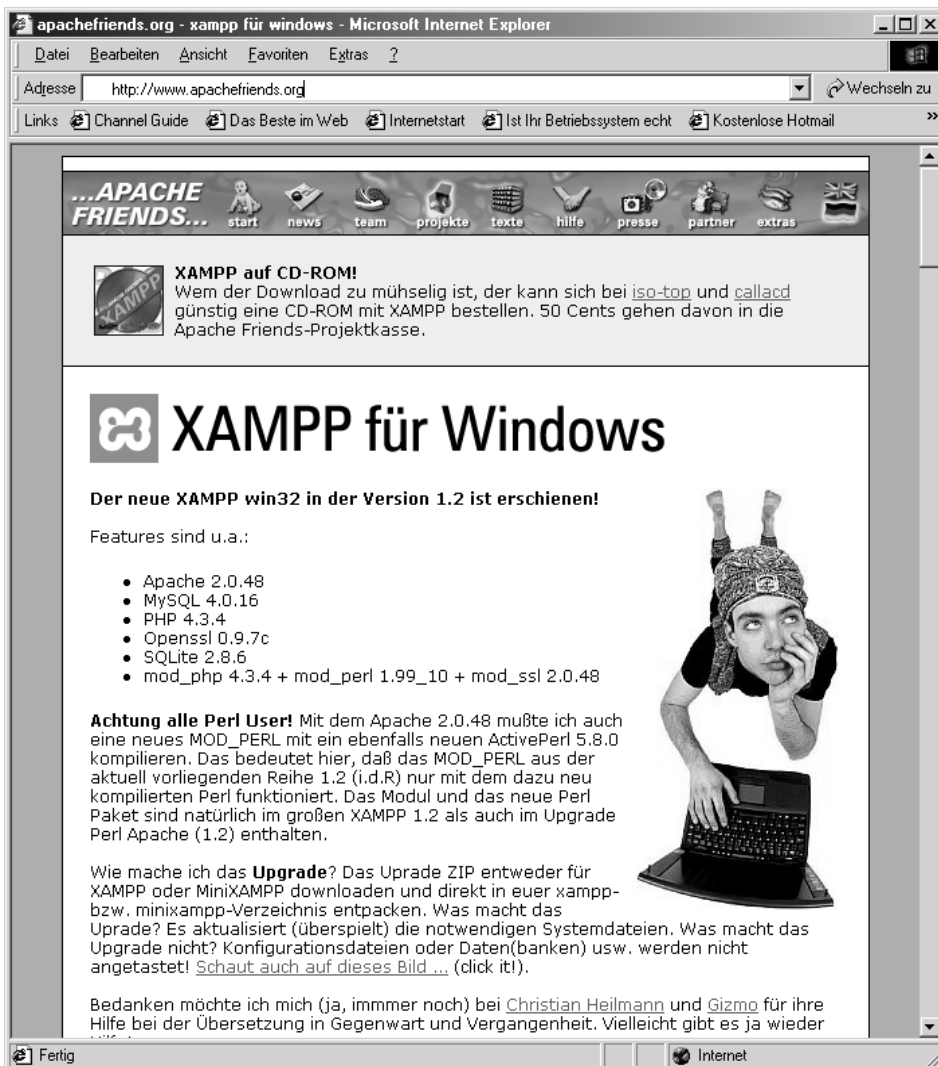 apachefriends.org - xampp für windows - Microsoft Internet Explorer
Datei Bearbeiten Ansicht Favoriten Extras ?
Adresse http://www.apachefriends.org Wechseln zu
Links Channel Guide Das Beste im Web Internetstart Ist Ihr Betriebssystem echt Kostenlose Hotmail »
...APACHE
FRIENDS...
start news team projekte texte hilfe presse partner extras
XAMPP
XAMPP auf CD-ROM!
Wem der Download zu mühselig ist, der kann sich bei iso-top und callacd
günstig eine CD-ROM mit XAMPP bestellen. 50 Cents gehen davon in die
Apache Friends-Projektkasse.
XAMPP für Windows
Der neue XAMPP win32 in der Version 1.2 ist erschienen!
Features sind u.a.:
• Apache 2.0.48
• MySQL 4.0.16
• PHP 4.3.4
• Openssl 0.9.7c
• SQLite 2.8.6
• mod_php 4.3.4 + mod_perl 1.99_10 + mod_ssl 2.0.48
Achtung alle Perl User! Mit dem Apache 2.0.48 mußte ich auch
eine neues MOD_PERL mit ein ebenfalls neuen ActivePerl 5.8.0
kompilieren. Das bedeutet hier, daß das MOD_PERL aus der
aktuell vorliegenden Reihe 1.2 (i.d.R) nur mit dem dazu neu
kompilierten Perl funktioniert. Das Modul und das neue Perl
Paket sind natürlich im großen XAMPP 1.2 als auch im Upgrade
Perl Apache (1.2) enthalten.
Wie mache ich das Upgrade? Das Uprade ZIP entweder für
XAMPP oder MiniXAMPP downloaden und direkt in euer xampp-
bzw. minixampp-Verzeichnis entpacken. Was macht das
Uprade? Es aktualisiert (überspielt) die notwendigen Systemdateien. Was macht das
Upgrade nicht? Konfigurationsdateien oder Daten(banken) usw. werden nicht
angetastet! Schaut auch auf dieses Bild ... (click it!).
Bedanken möchte ich mich (ja, immmer noch) bei Christian Heilmann und Gizmo für ihre
Hilfe bei der Übersetzung in Gegenwart und Vergangenheit. Vielleicht gibt es ja wieder
Fertig Internet